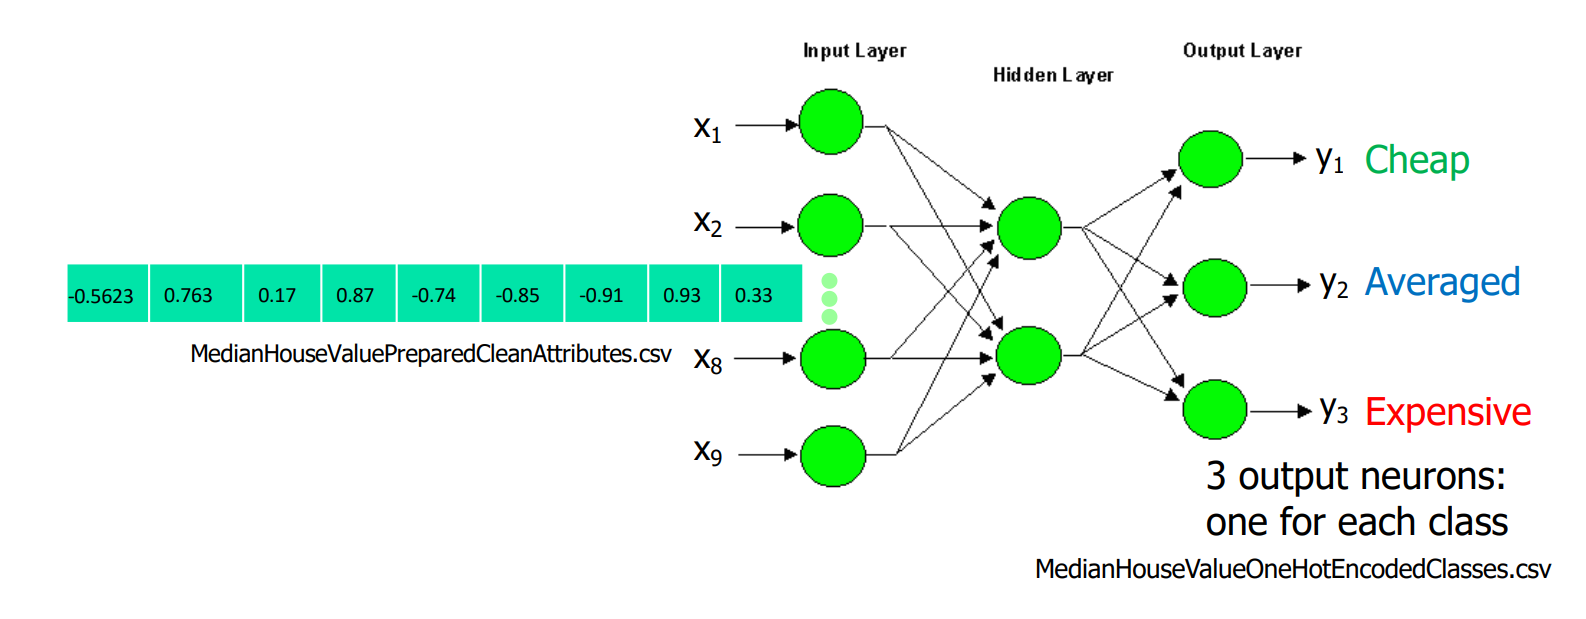 Input Layer
Hidden Layer
Output Layer
x1
x2
x8
x9
-0.5623 0.763 0.17 0.87 -0.74 -0.85 -0.91 0.93 0.33
MedianHouseValuePreparedCleanAttributes.csv
y1 Cheap
y2 Averaged
y3 Expensive
3 output neurons:
one for each class
MedianHouseValueOneHotEncodedClasses.csv